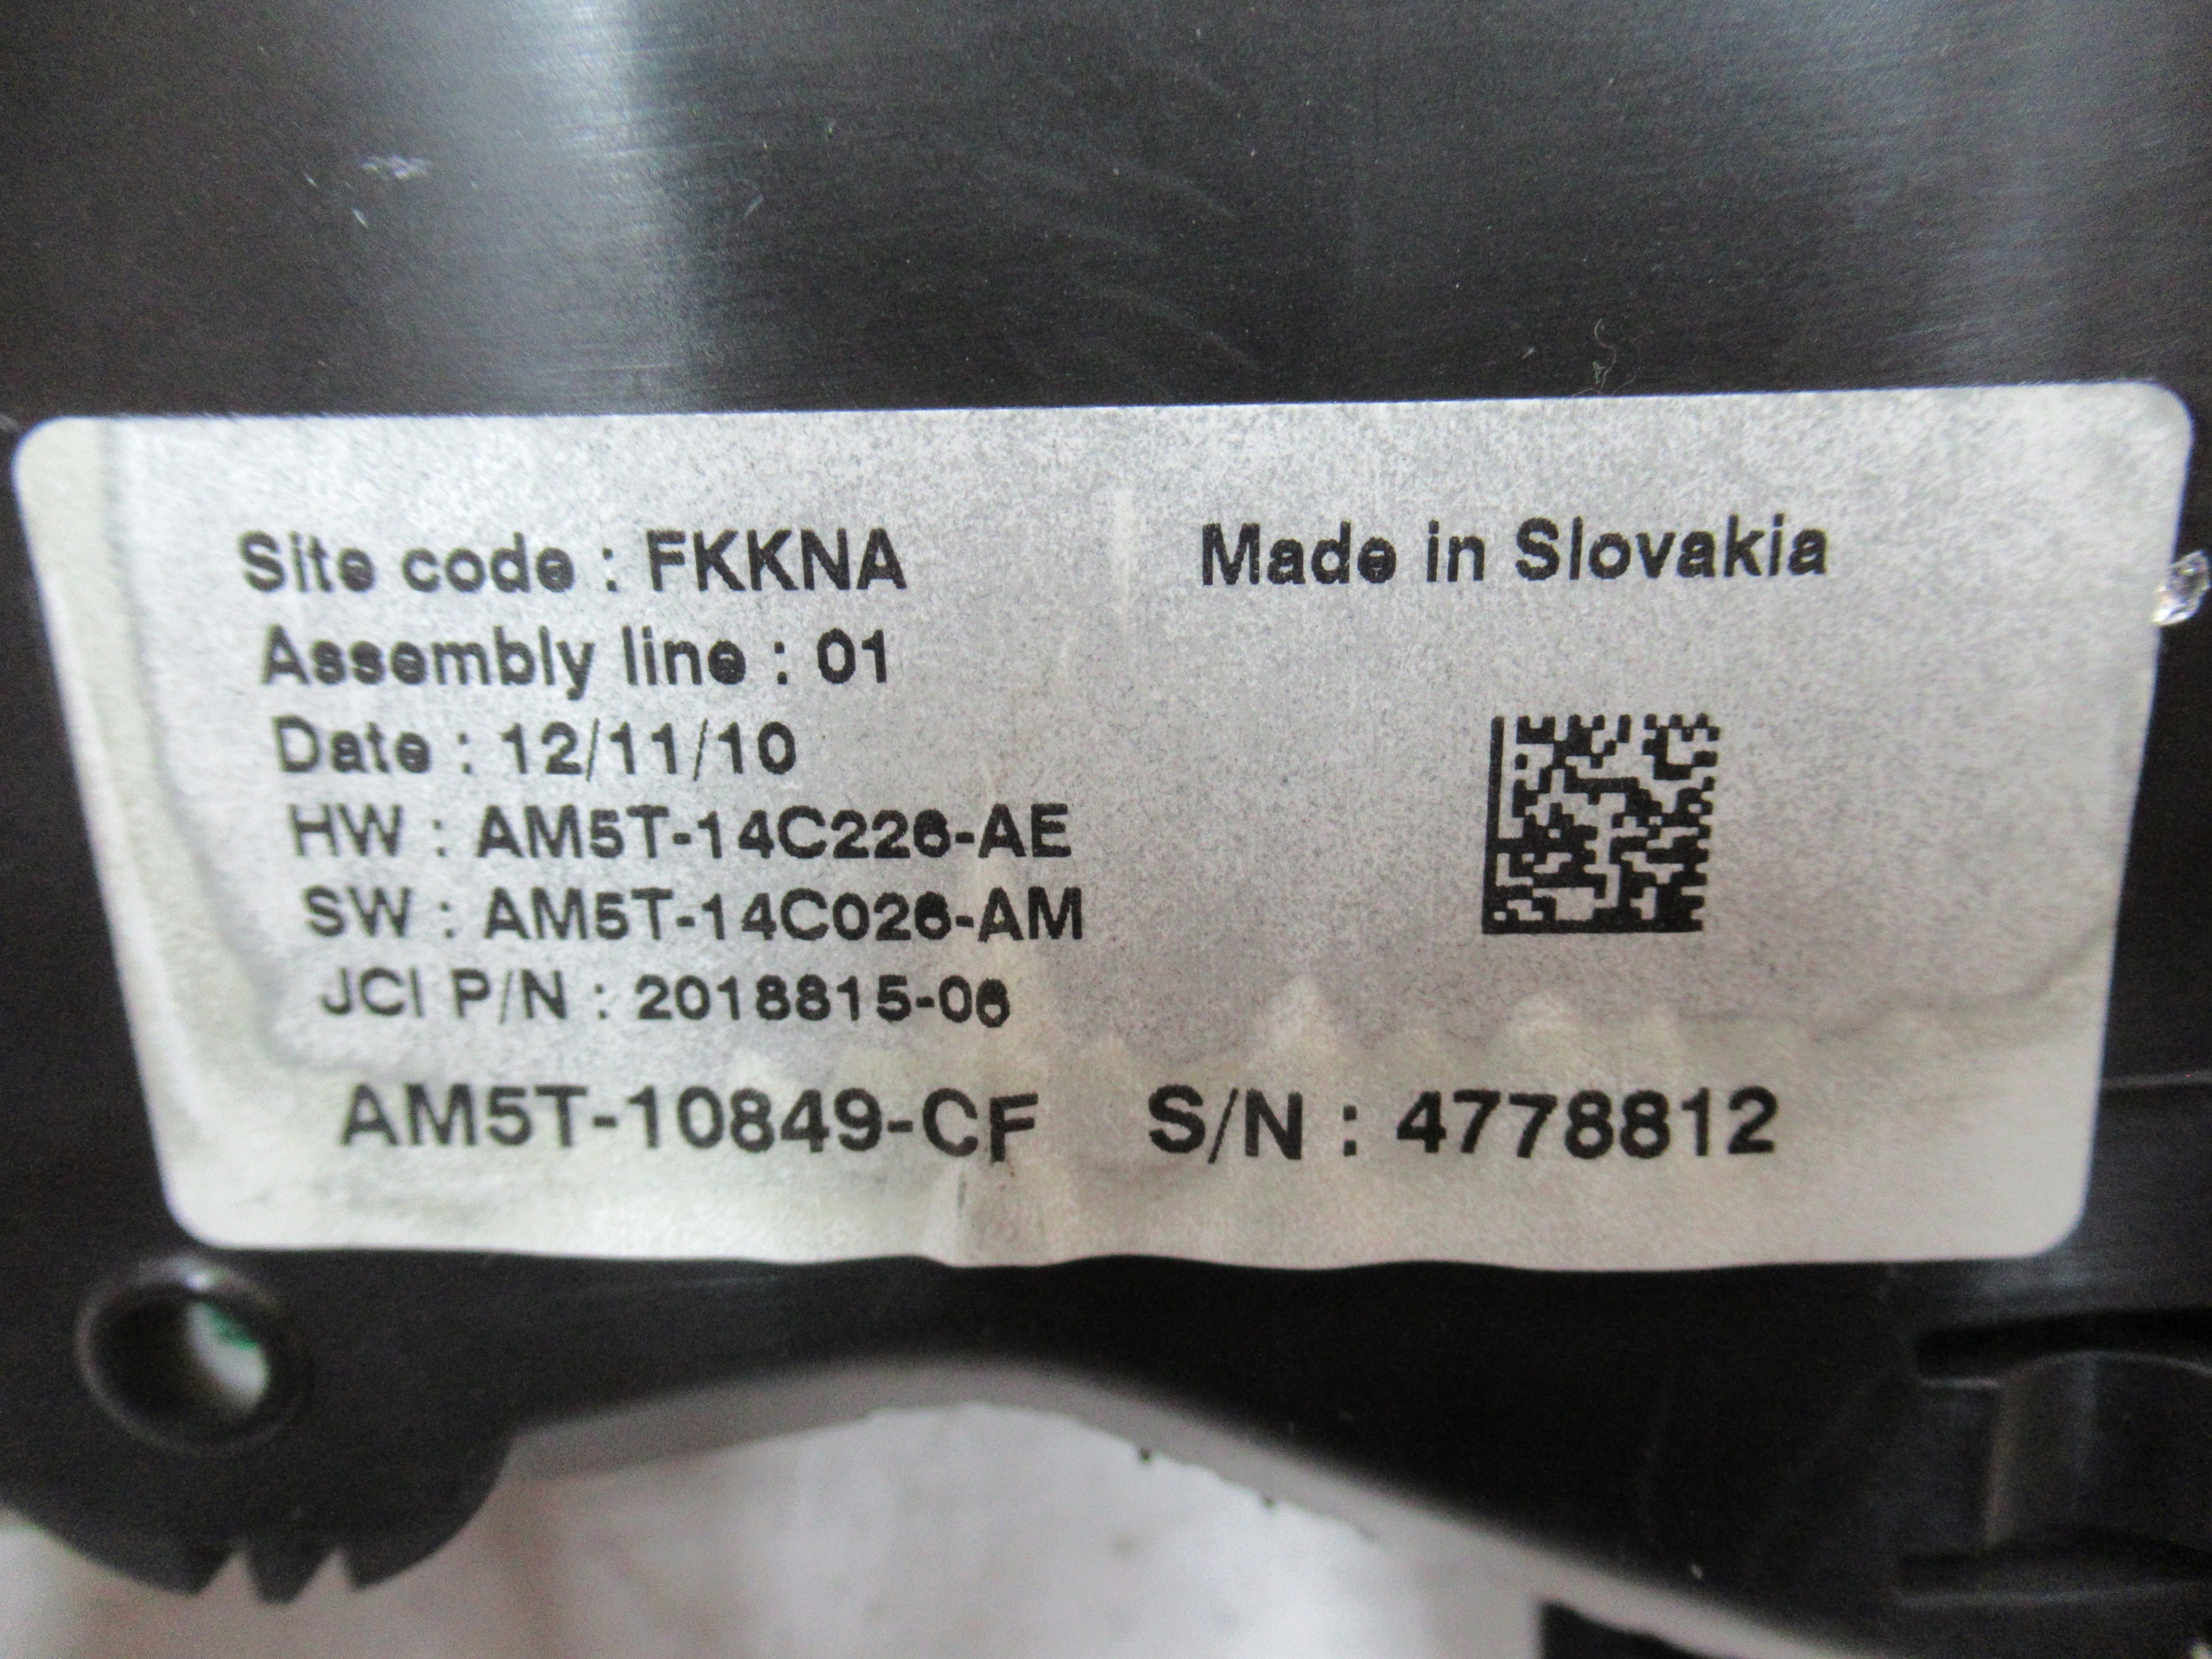 Site code : FKKNA
Made in Slovakia
Assembly line : 01
Date : 12/11/10
HW : AM5T-14C226-AE
SW : AM5T-14C026-AM
JCI P/N : 2018815-06
AM5T-10849-CF S/N : 4778812